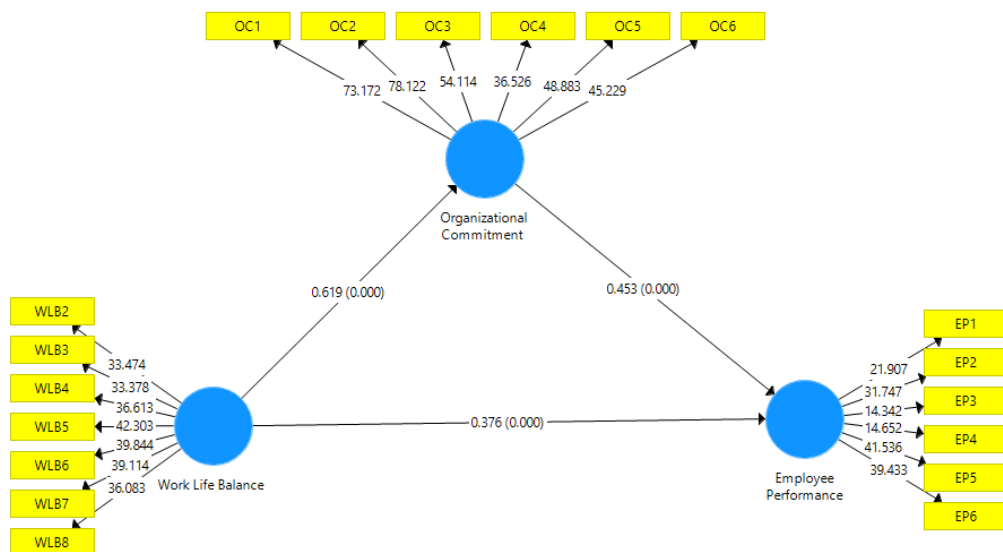 OC1 OC2 OC3 OC4 OC5 OC6
73.172 78.122 54.114 36.526 48.883 45.229
Organizational
Commitment
0.619 (0.000)
0.453 (0.000)
WLB2
WLB3
WLB4
WLB5
WLB6
WLB7
WLB8
33.474
33.378
36.613
42.303
39.844
39.114
36.083
Work Life Balance
0.376 (0.000)
EP1
EP2
EP3
EP4
EP5
EP6
21.907
31.747
14.342
14.652
41.536
39.433
Employee
Performance